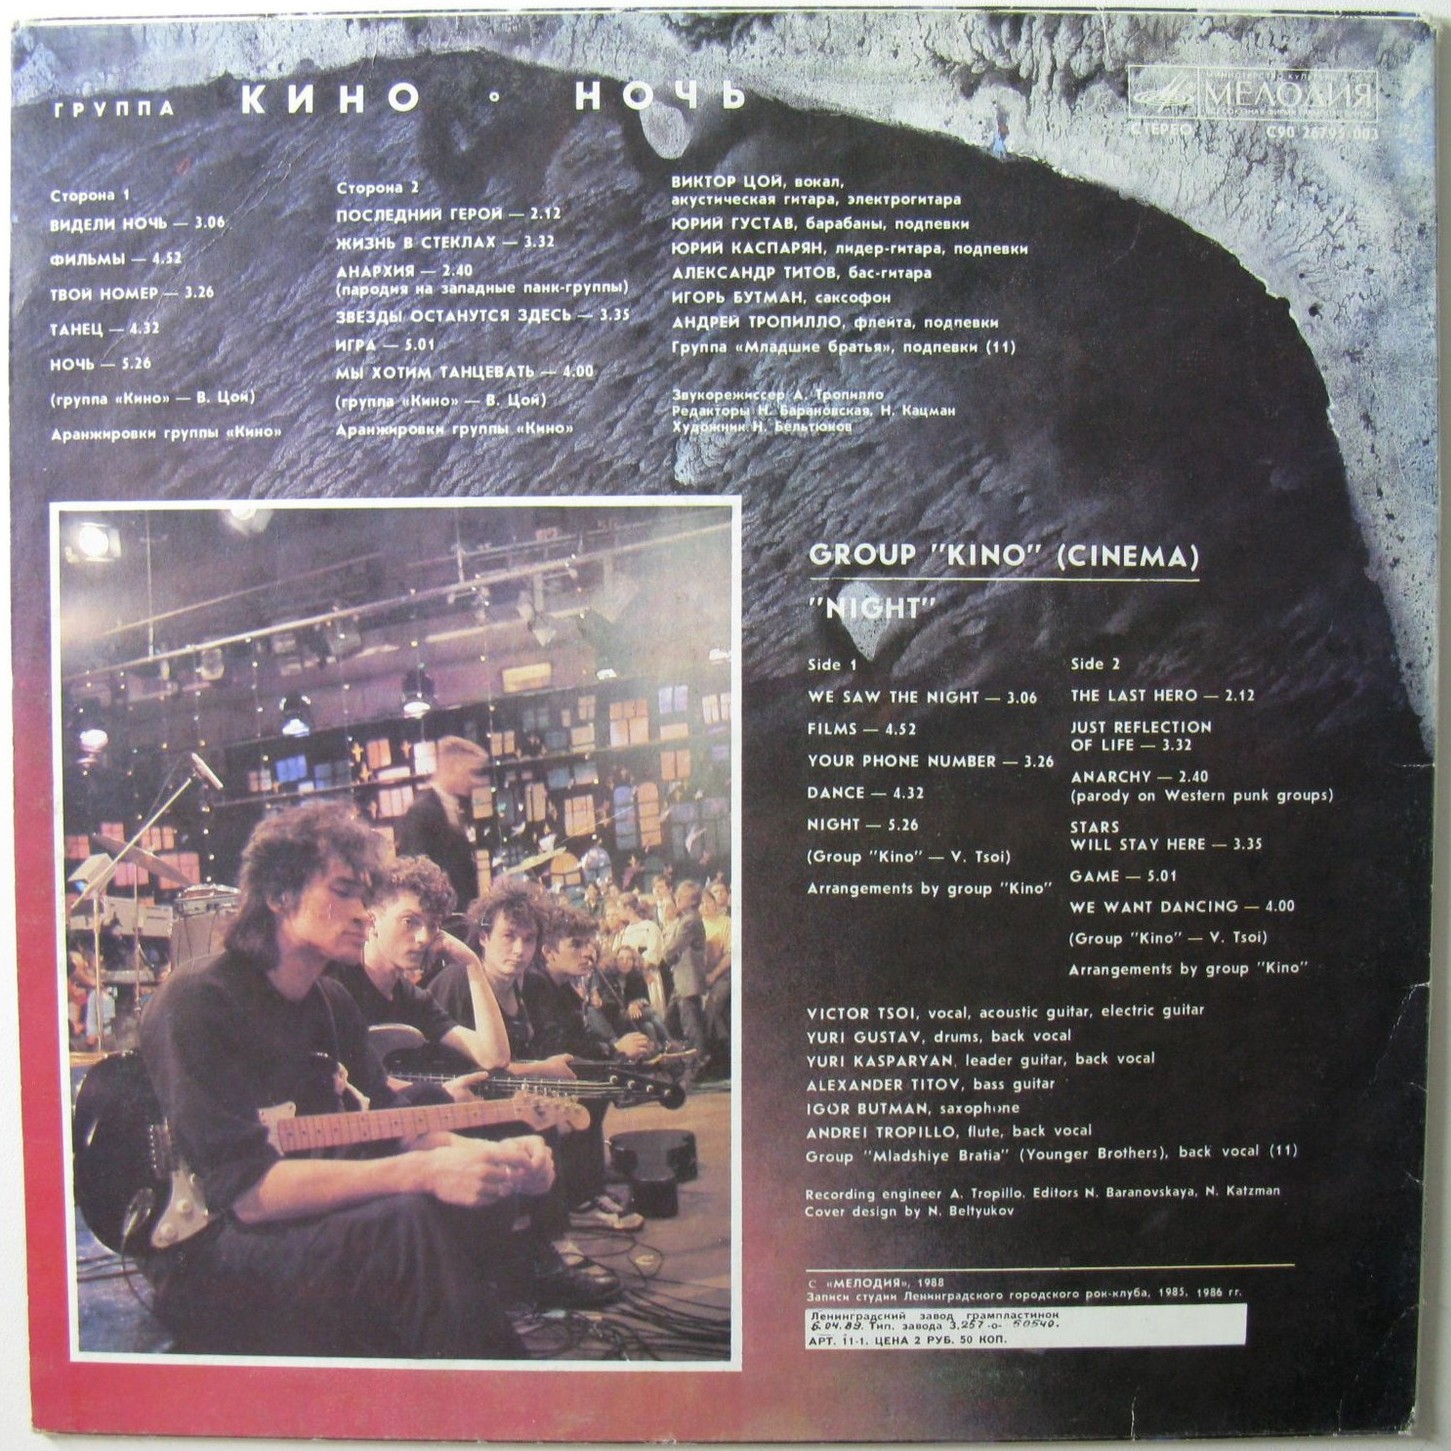 ГРУППА КИНО ∘ НОЧЬ
МИНИСТЕРСТВО КУЛЬТУРЫ СССР
МЕЛОДИЯ
СТЕРЕО С90 26795 003
Сторона 1
ВИДЕЛИ НОЧЬ — 3.06
ФИЛЬМЫ — 4.52
ТВОЙ НОМЕР — 3.26
ТАНЕЦ — 4.32
НОЧЬ — 5.26
(группа «Кино» — В. Цой)
Аранжировки группы «Кино»
Сторона 2
ПОСЛЕДНИЙ ГЕРОЙ — 2.12
ЖИЗНЬ В СТЕКЛАХ — 3.32
АНАРХИЯ — 2.40
(пародия на западные панк-группы)
ЗВЕЗДЫ ОСТАНУТСЯ ЗДЕСЬ — 3.35
ИГРА — 5.01
МЫ ХОТИМ ТАНЦЕВАТЬ — 4.00
(группа «Кино» — В. Цой)
Аранжировки группы «Кино»
ВИКТОР ЦОЙ, вокал,
акустическая гитара, электрогитара
ЮРИЙ ГУСТАВ, барабаны, подпевки
ЮРИЙ КАСПАРЯН, лидер-гитара, подпевки
АЛЕКСАНДР ТИТОВ, бас-гитара
ИГОРЬ БУТМАН, саксофон
АНДРЕЙ ТРОПИЛЛО, флейта, подпевки
Группа «Младшие братья», подпевки (11)
Звукорежиссер А. Тропилло
Редакторы Н. Барановская, Н. Кацман
Художник Н. Бельтюков
GROUP "KINO" (CINEMA)
"NIGHT"
Side 1
WE SAW THE NIGHT — 3.06
FILMS — 4.52
YOUR PHONE NUMBER — 3.26
DANCE — 4.32
NIGHT — 5.26
(Group "Kino" — V. Tsoi)
Arrangements by group "Kino"
Side 2
THE LAST HERO — 2.12
JUST REFLECTION
OF LIFE — 3.32
ANARCHY — 2.40
(parody on Western punk groups)
STARS
WILL STAY HERE — 3.35
GAME — 5.01
WE WANT DANCING — 4.00
(Group "Kino" — V. Tsoi)
Arrangements by group "Kino"
VICTOR TSOI, vocal, acoustic guitar, electric guitar
YURI GUSTAV, drums, back vocal
YURI KASPARYAN, leader guitar, back vocal
ALEXANDER TITOV, bass guitar
IGOR BUTMAN, saxophone
ANDREI TROPILLO, flute, back vocal
Group "Mladshiye Bratia" (Younger Brothers), back vocal (11)
Recording engineer A. Tropillo. Editors N. Baranovskaya, N. Katzman
Cover design by N. Beltyukov
С «МЕЛОДИЯ», 1988
Записи студии Ленинградского городского рок-клуба, 1985, 1986 гг.
Ленинградский завод грампластинок
6.04.89. Тип. завода З.257-о- 50540.
АРТ. 11-1. ЦЕНА 2 РУБ. 50 КОП.